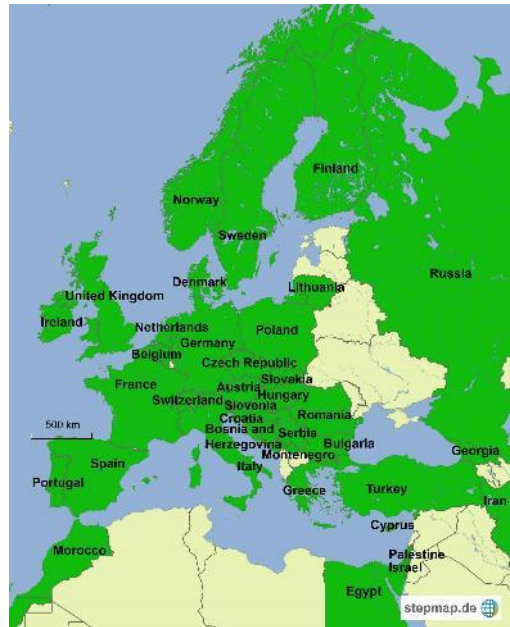 Finland
Norway
Sweden
Russia
Denmark
Lithuania
United Kingdom
Ireland
Netherlands
Poland
Germany
Belgium
Czech Republic
Slovakia
France
Austria
Hungary
Switzerland
Slovenia
Romania
Croatia
500 km
Bosnia and
Herzegovina
Serbia
Bulgaria
Montenegro
Georgia
Italy
Spain
Portugal
Greece
Turkey
Iran
Cyprus
Morocco
Palestine
Israel
Egypt
stepmap.de